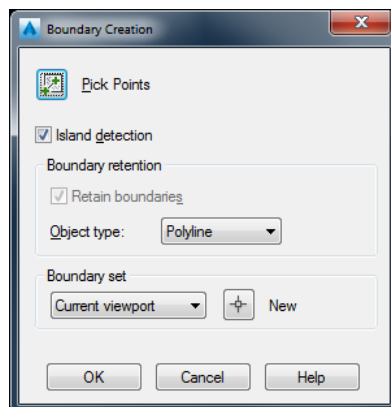 Boundary Creation
Pick Points
Island detection
Boundary retention
Retain boundaries
Object type: Polyline
Boundary set
Current viewport New
OK Cancel Help